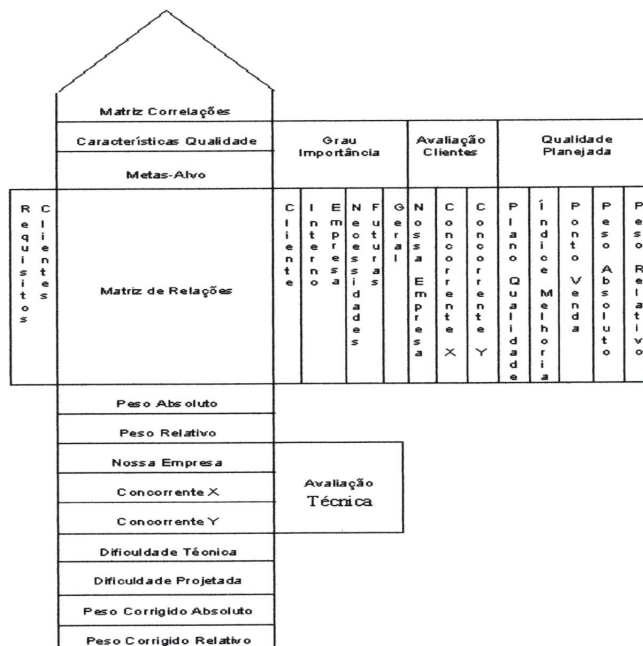 Matriz Correlações
Características Qualidade
Grau
Importância
Avaliação
Clientes
Qualidade
Planejada
Metas-Alvo
Requisitos
Clientes
Matriz de Relações
Cliente
Interno
Empresa
Necessidades
Futuras
Geral
Nossa Empresa
Concorrente X
Concorrente Y
Plano Qualidade
Índice Melhoria
Ponto Venda
Peso Absoluto
Peso Relativo
Peso Absoluto
Peso Relativo
Nossa Empresa
Concorrente X
Concorrente Y
Avaliação
Técnica
Dificuldade Técnica
Dificuldade Projetada
Peso Corrigido Absoluto
Peso Corrigido Relativo